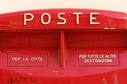 POSTE
PER LA CITTÀ
PER TUTTE LE ALTRE
DESTINAZIONI